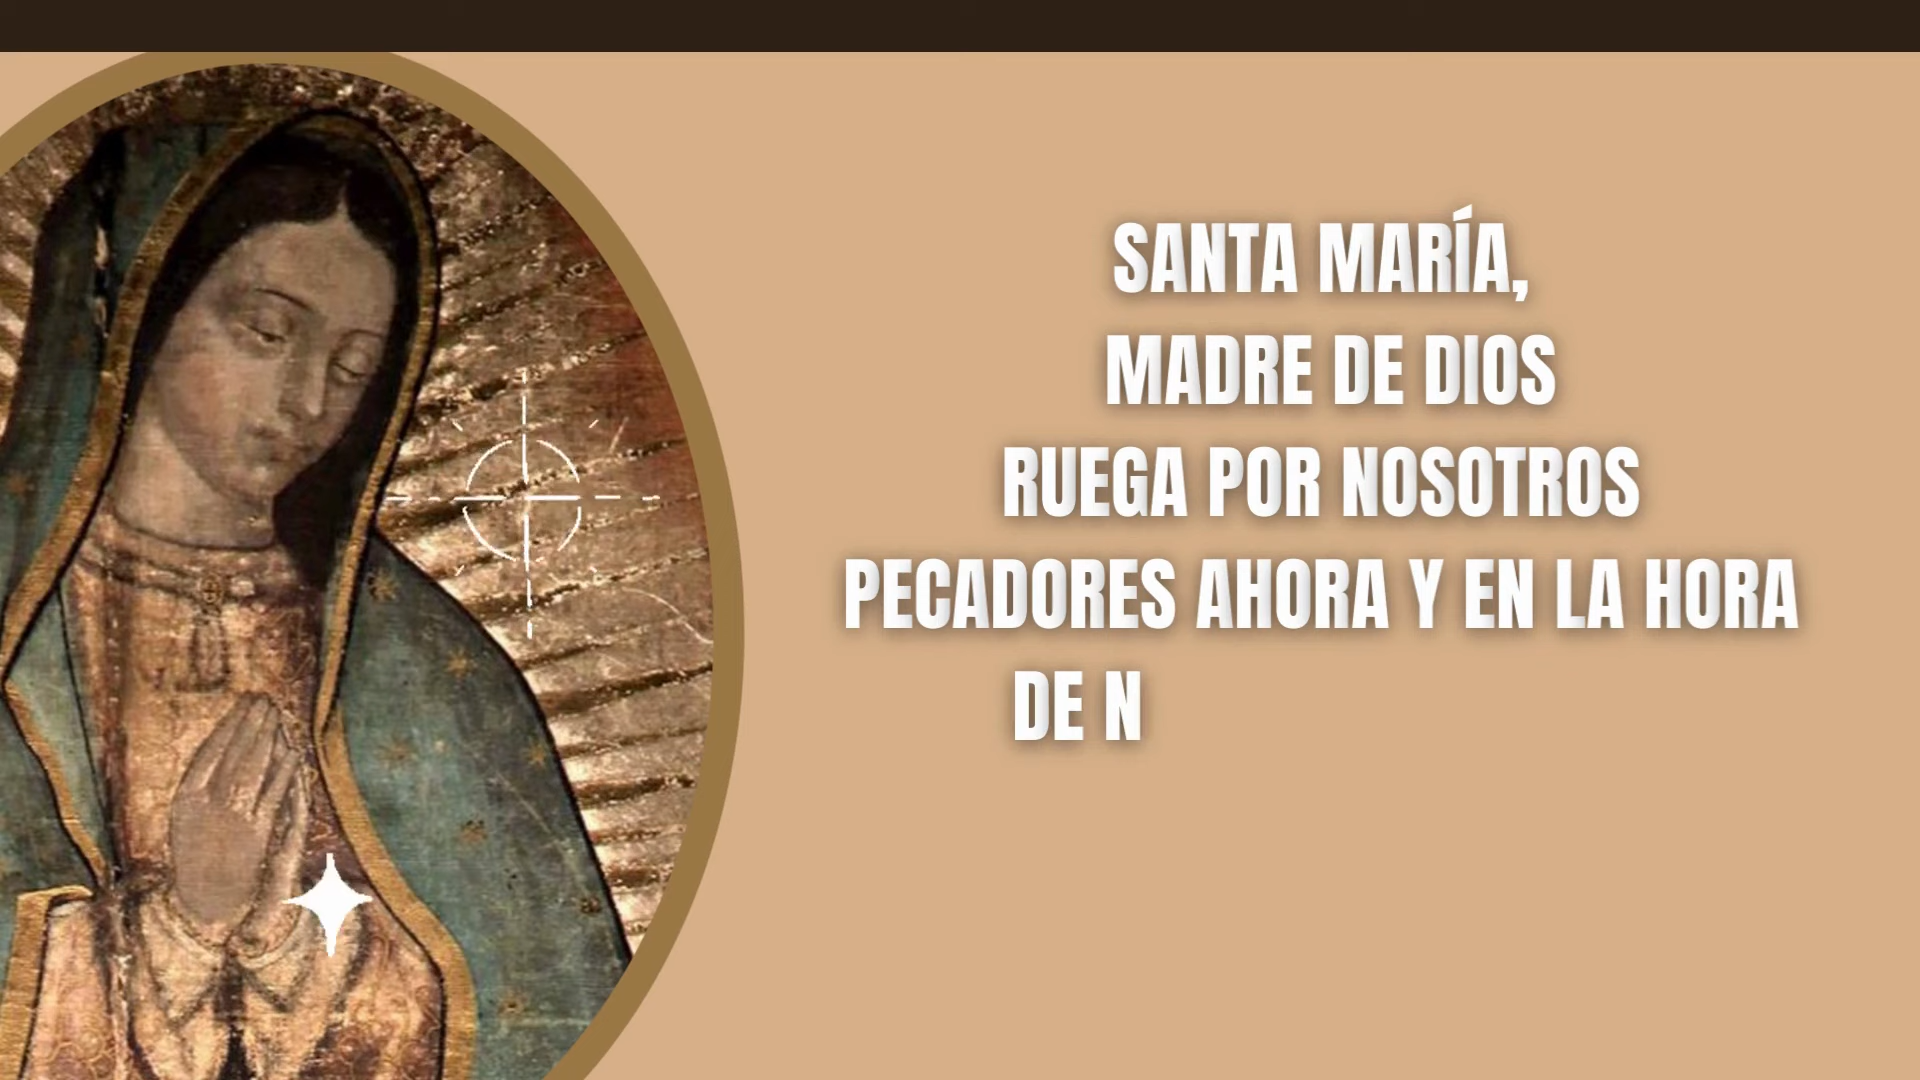 SANTA MARÍA,
MADRE DE DIOS
RUEGA POR NOSOTROS
PECADORES AHORA Y EN LA HORA
DE N